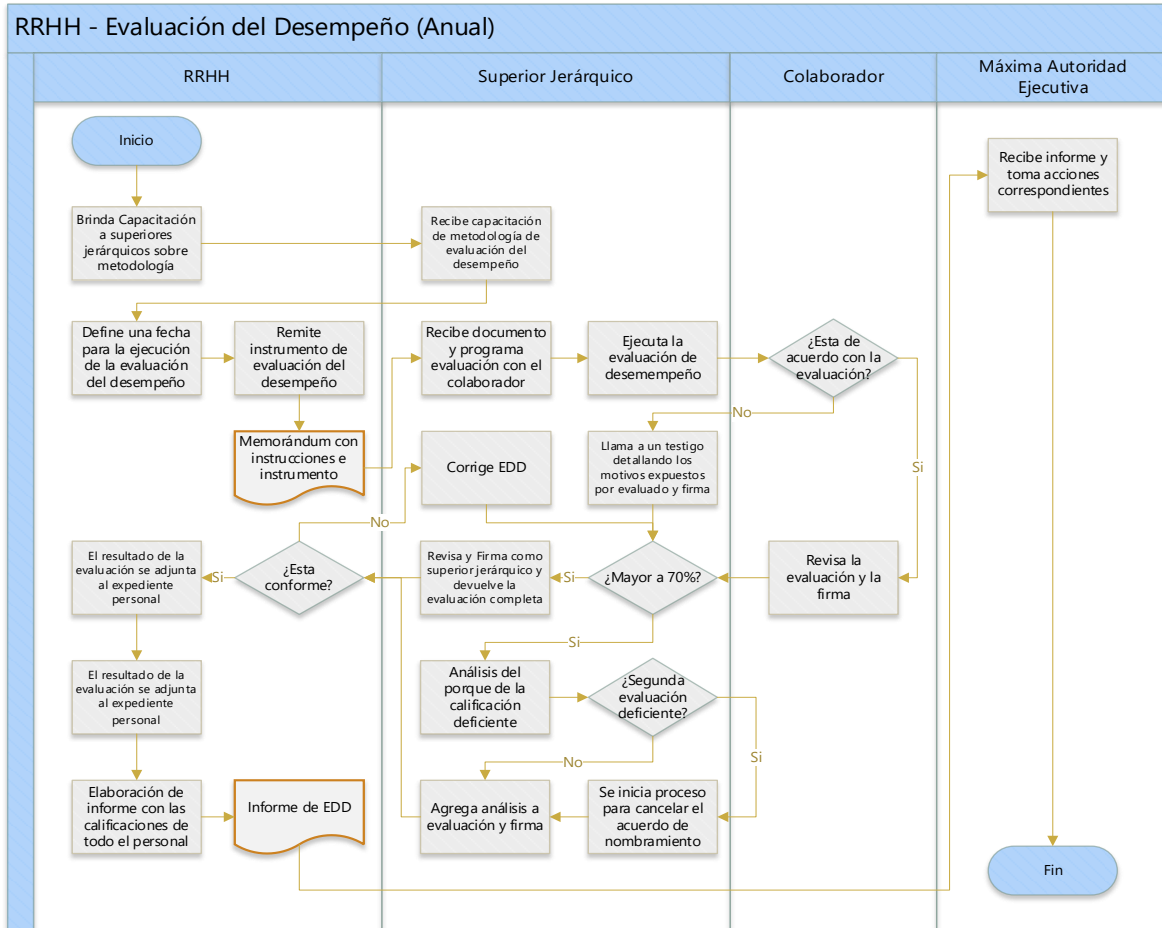 RRHH - Evaluación del Desempeño (Anual)
RRHH
Superior Jerárquico
Colaborador
Máxima Autoridad
Ejecutiva
Inicio
Recibe informe y
toma acciones
correspondientes
Brinda Capacitación
a superiores
jerárquicos sobre
metodología
Recibe capacitación
de metodología de
evaluación del
desempeño
Define una fecha
para la ejecución
de la evaluación
del desempeño
Remite
instrumento de
evaluación del
desempeño
Recibe documento
y programa
evaluación con el
colaborador
Ejecuta la
evaluación de
desemempeño
¿Esta de
acuerdo con la
evaluación?
No
Si
Memorándum con
instrucciones e
instrumento
Corrige EDD
Llama a un testigo
detallando los
motivos expuestos
por evaluado y firma
No
El resultado de la
evaluación se adjunta
al expediente
personal
Si
¿Esta
conforme?
Revisa y Firma como
superior jerárquico y
devuelve la
evaluación completa
Si
¿Mayor a 70%?
Revisa la
evaluación y la
firma
Si
El resultado de la
evaluación se adjunta
al expediente
personal
Análisis del
porque de la
calificación
deficiente
¿Segunda
evaluación
deficiente?
No
Si
Elaboración de
informe con las
calificaciones de
todo el personal
Informe de EDD
Agrega análisis a
evaluación y firma
Se inicia proceso
para cancelar el
acuerdo de
nombramiento
Fin